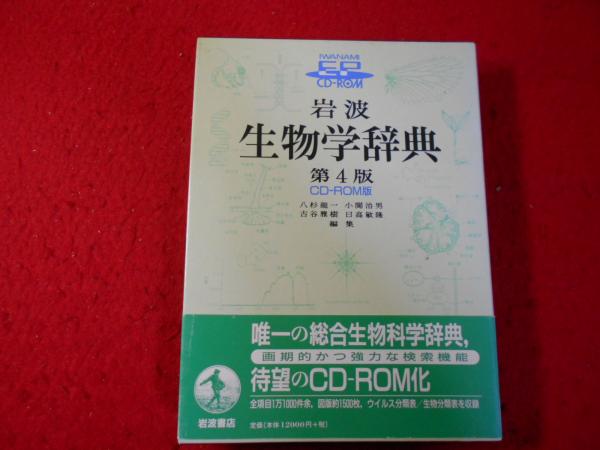 IWANAMI
EP
CD-ROM
岩波
生物学辞典
第4版
CD-ROM版
八杉龍一 小関治男
古谷雅樹 日高敏隆
編集
唯一の総合生物科学辞典,
画期的かつ強力な検索機能
待望のCD-ROM化
全項目1万1000件余,図版約1500枚,ウイルス分類表/生物分類表を収録
岩波書店
定価(本体12000円+税)